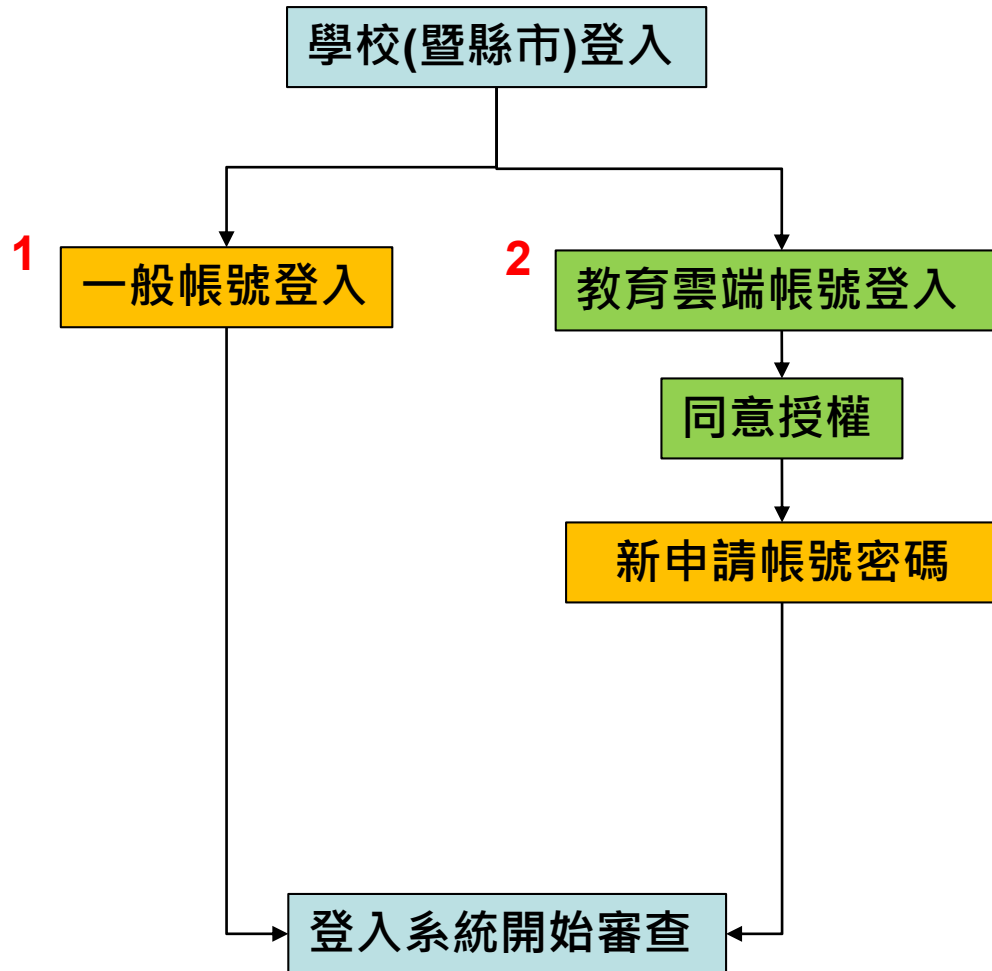 學校(暨縣市)登入
1
一般帳號登入
2
教育雲端帳號登入
同意授權
新申請帳號密碼
登入系統開始審查